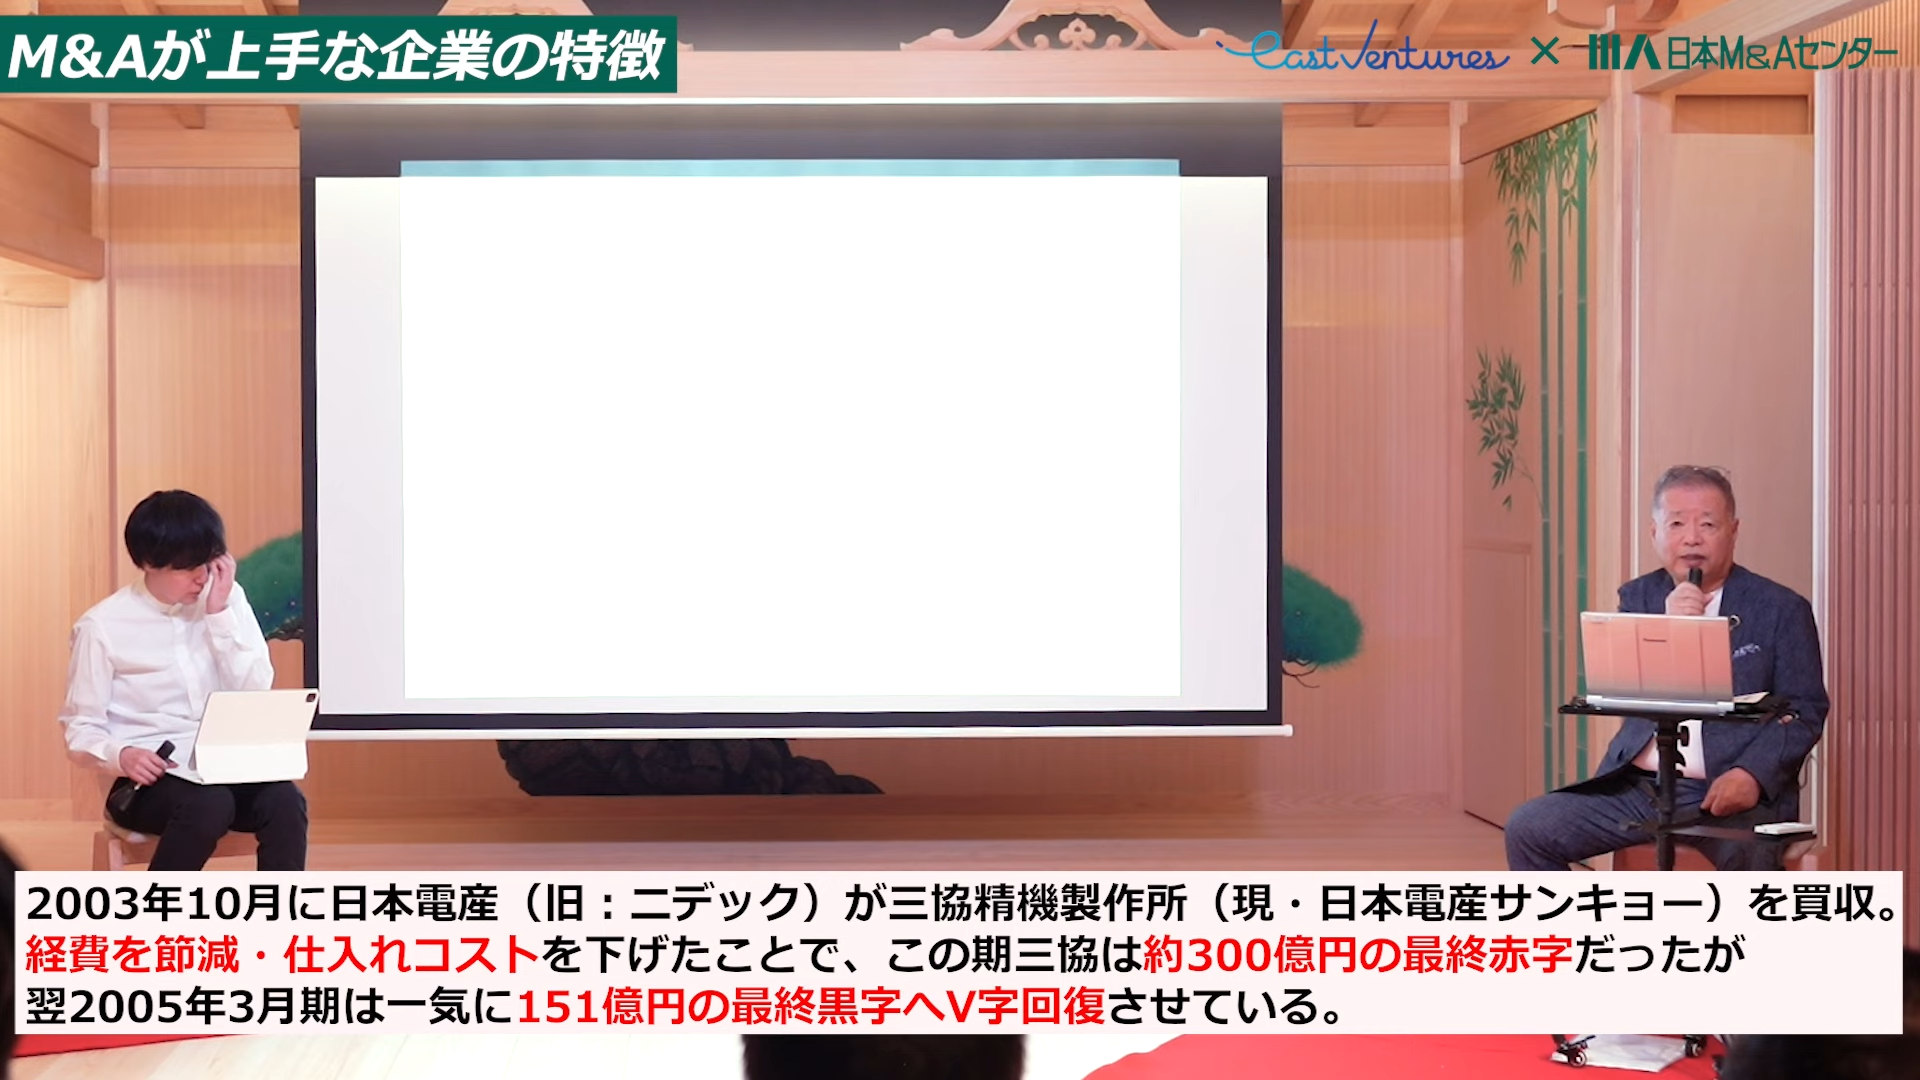 M&Aが上手な企業の特徴
East Ventures × 日本M&Aセンター
2003年10月に日本電産（旧：ニデック）が三協精機製作所（現・日本電産サンキョー）を買収。
経費を節減・仕入れコストを下げたことで、この期三協は約300億円の最終赤字だったが
翌2005年3月期は一気に151億円の最終黒字へV字回復させている。